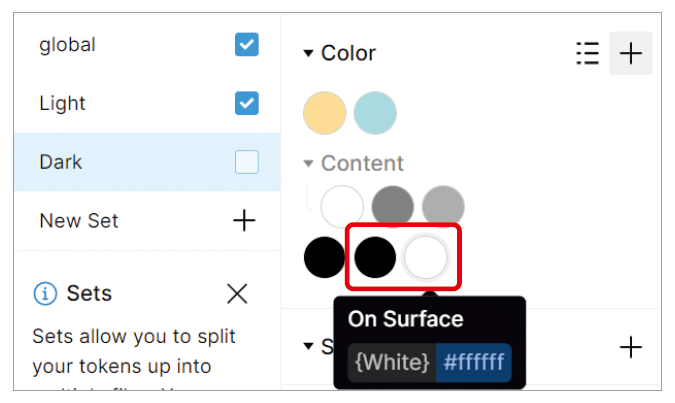 global
Light
Dark
New Set
Sets
Sets allow you to split
your tokens up into
Color
Content
On Surface
{White} #ffffff
S